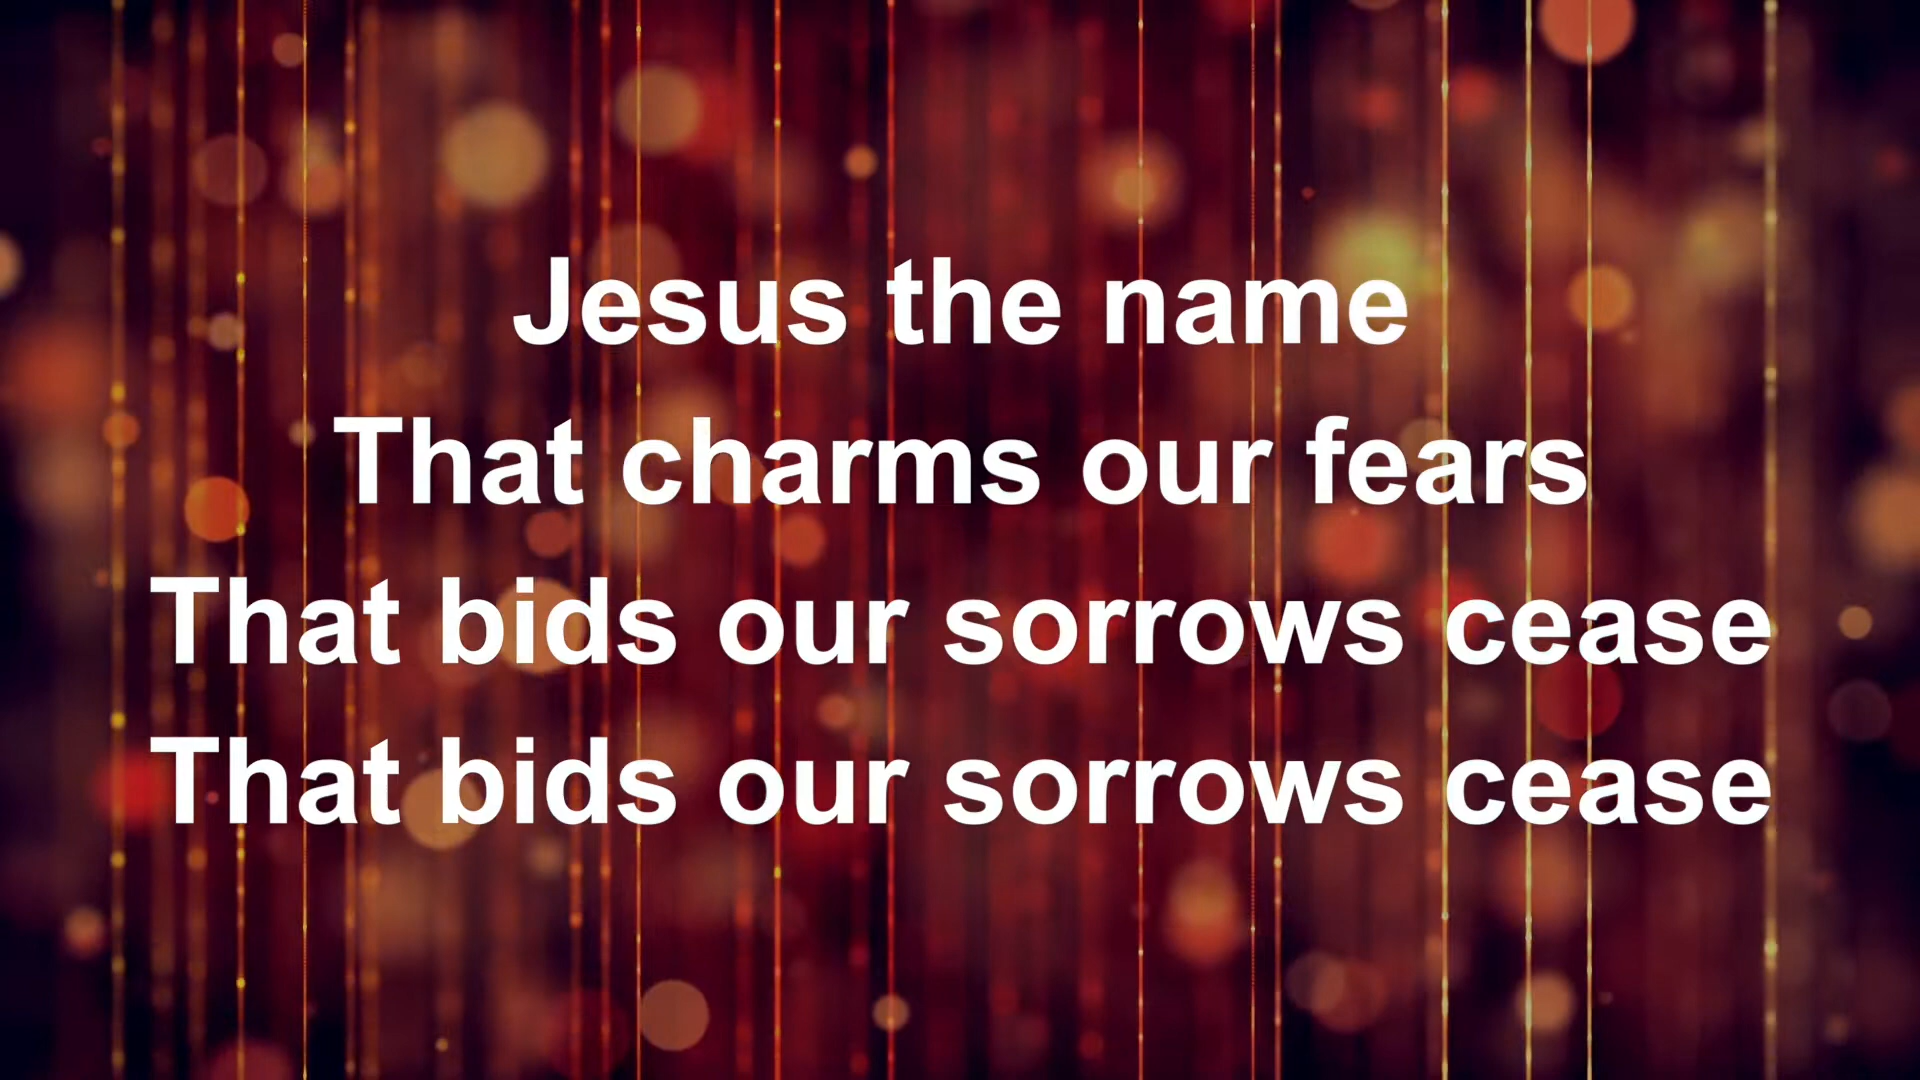 Jesus the name
That charms our fears
That bids our sorrows cease
That bids our sorrows cease